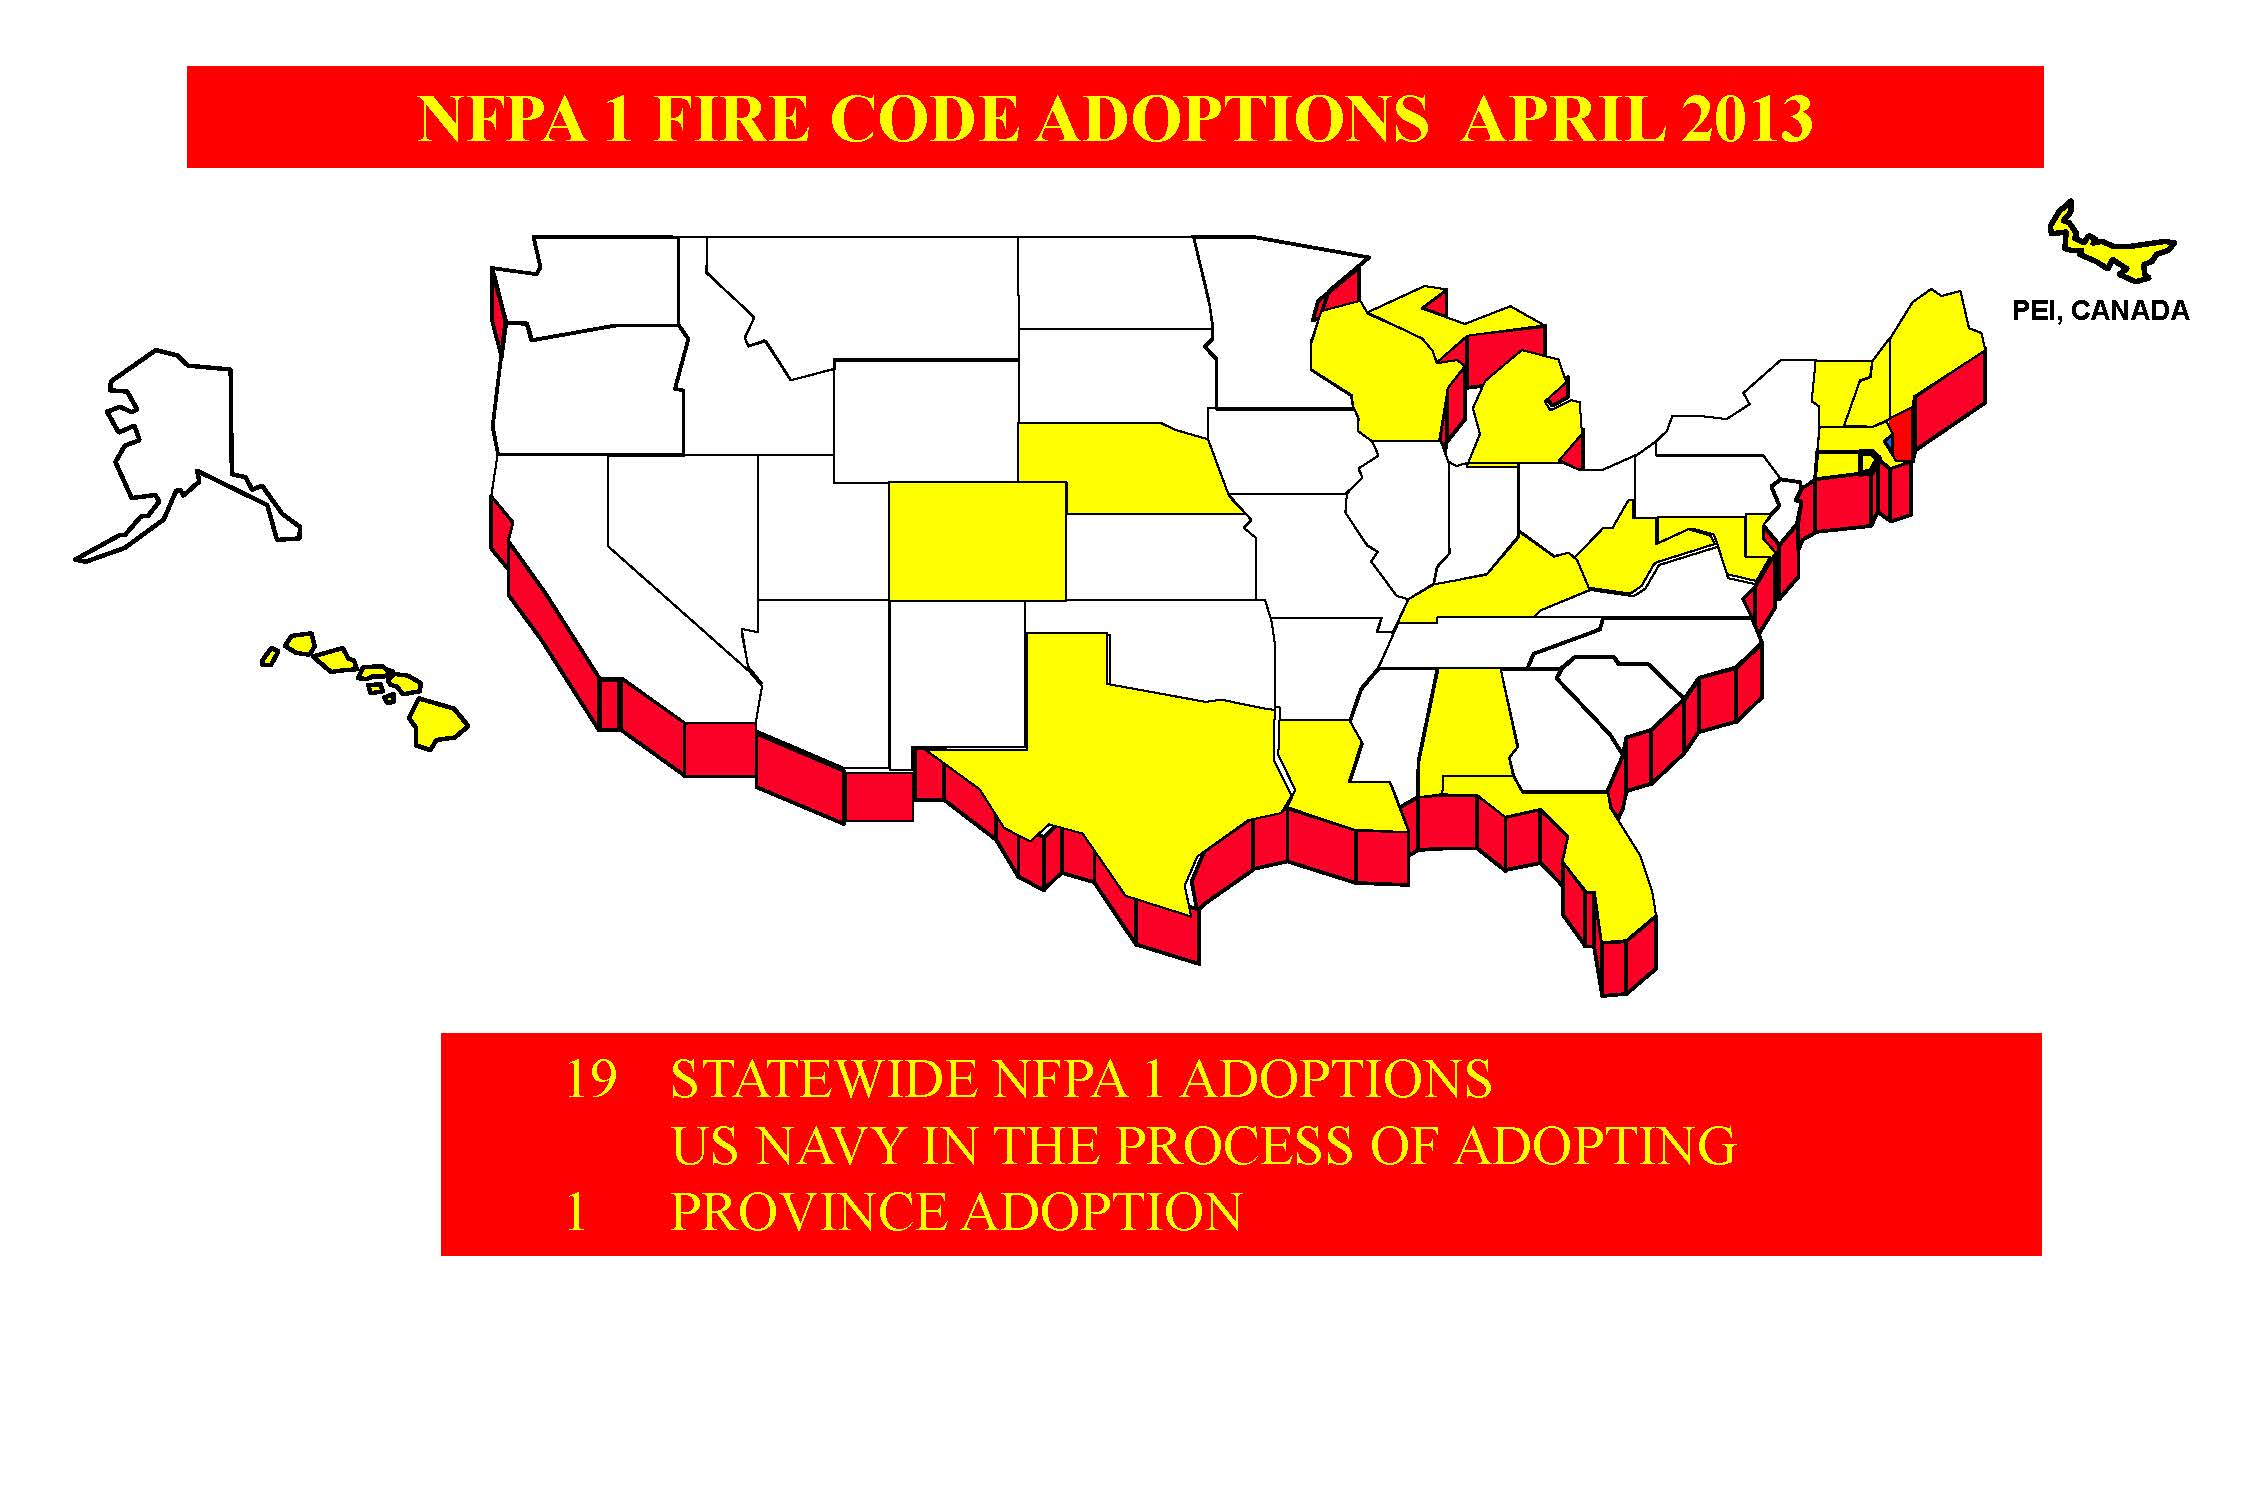 NFPA 1 FIRE CODE ADOPTIONS APRIL 2013
PEI, CANADA
19 STATEWIDE NFPA 1 ADOPTIONS
US NAVY IN THE PROCESS OF ADOPTING
1 PROVINCE ADOPTION